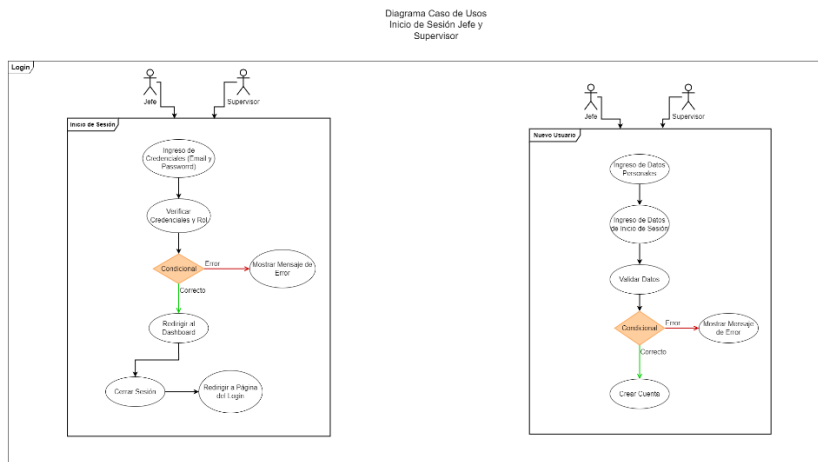 Diagrama Caso de Usos
Inicio de Sesión Jefe y
Supervisor
Login
Jefe
Supervisor
Inicio de Sesión
Ingreso de
Credenciales (Email y
Password)
Verificar
Credenciales y Rol
Condicional
Error
Mostrar Mensaje de
Error
Correcto
Redirigir al
Dashboard
Cerrar Sesión
Redirigir a Página
del Login
Jefe
Supervisor
Nuevo Usuario
Ingreso de Datos
Personales
Ingreso de Datos
de Inicio de Sesión
Validar Datos
Condicional
Error
Mostrar Mensaje
de Error
Correcto
Crear Cuenta